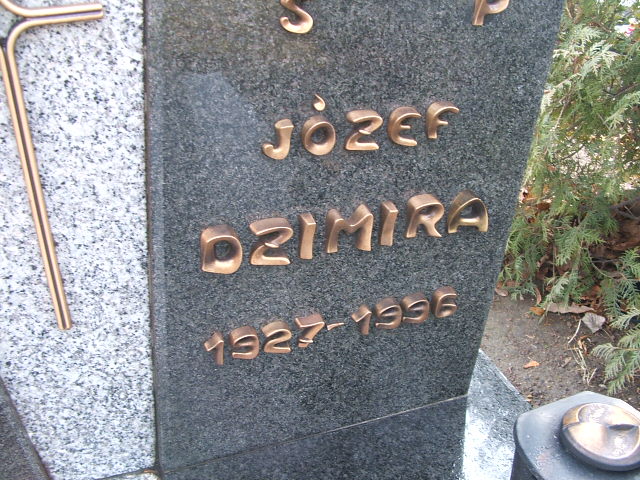 Ś P
JÓZEF
DZIMIRA
1927-1996